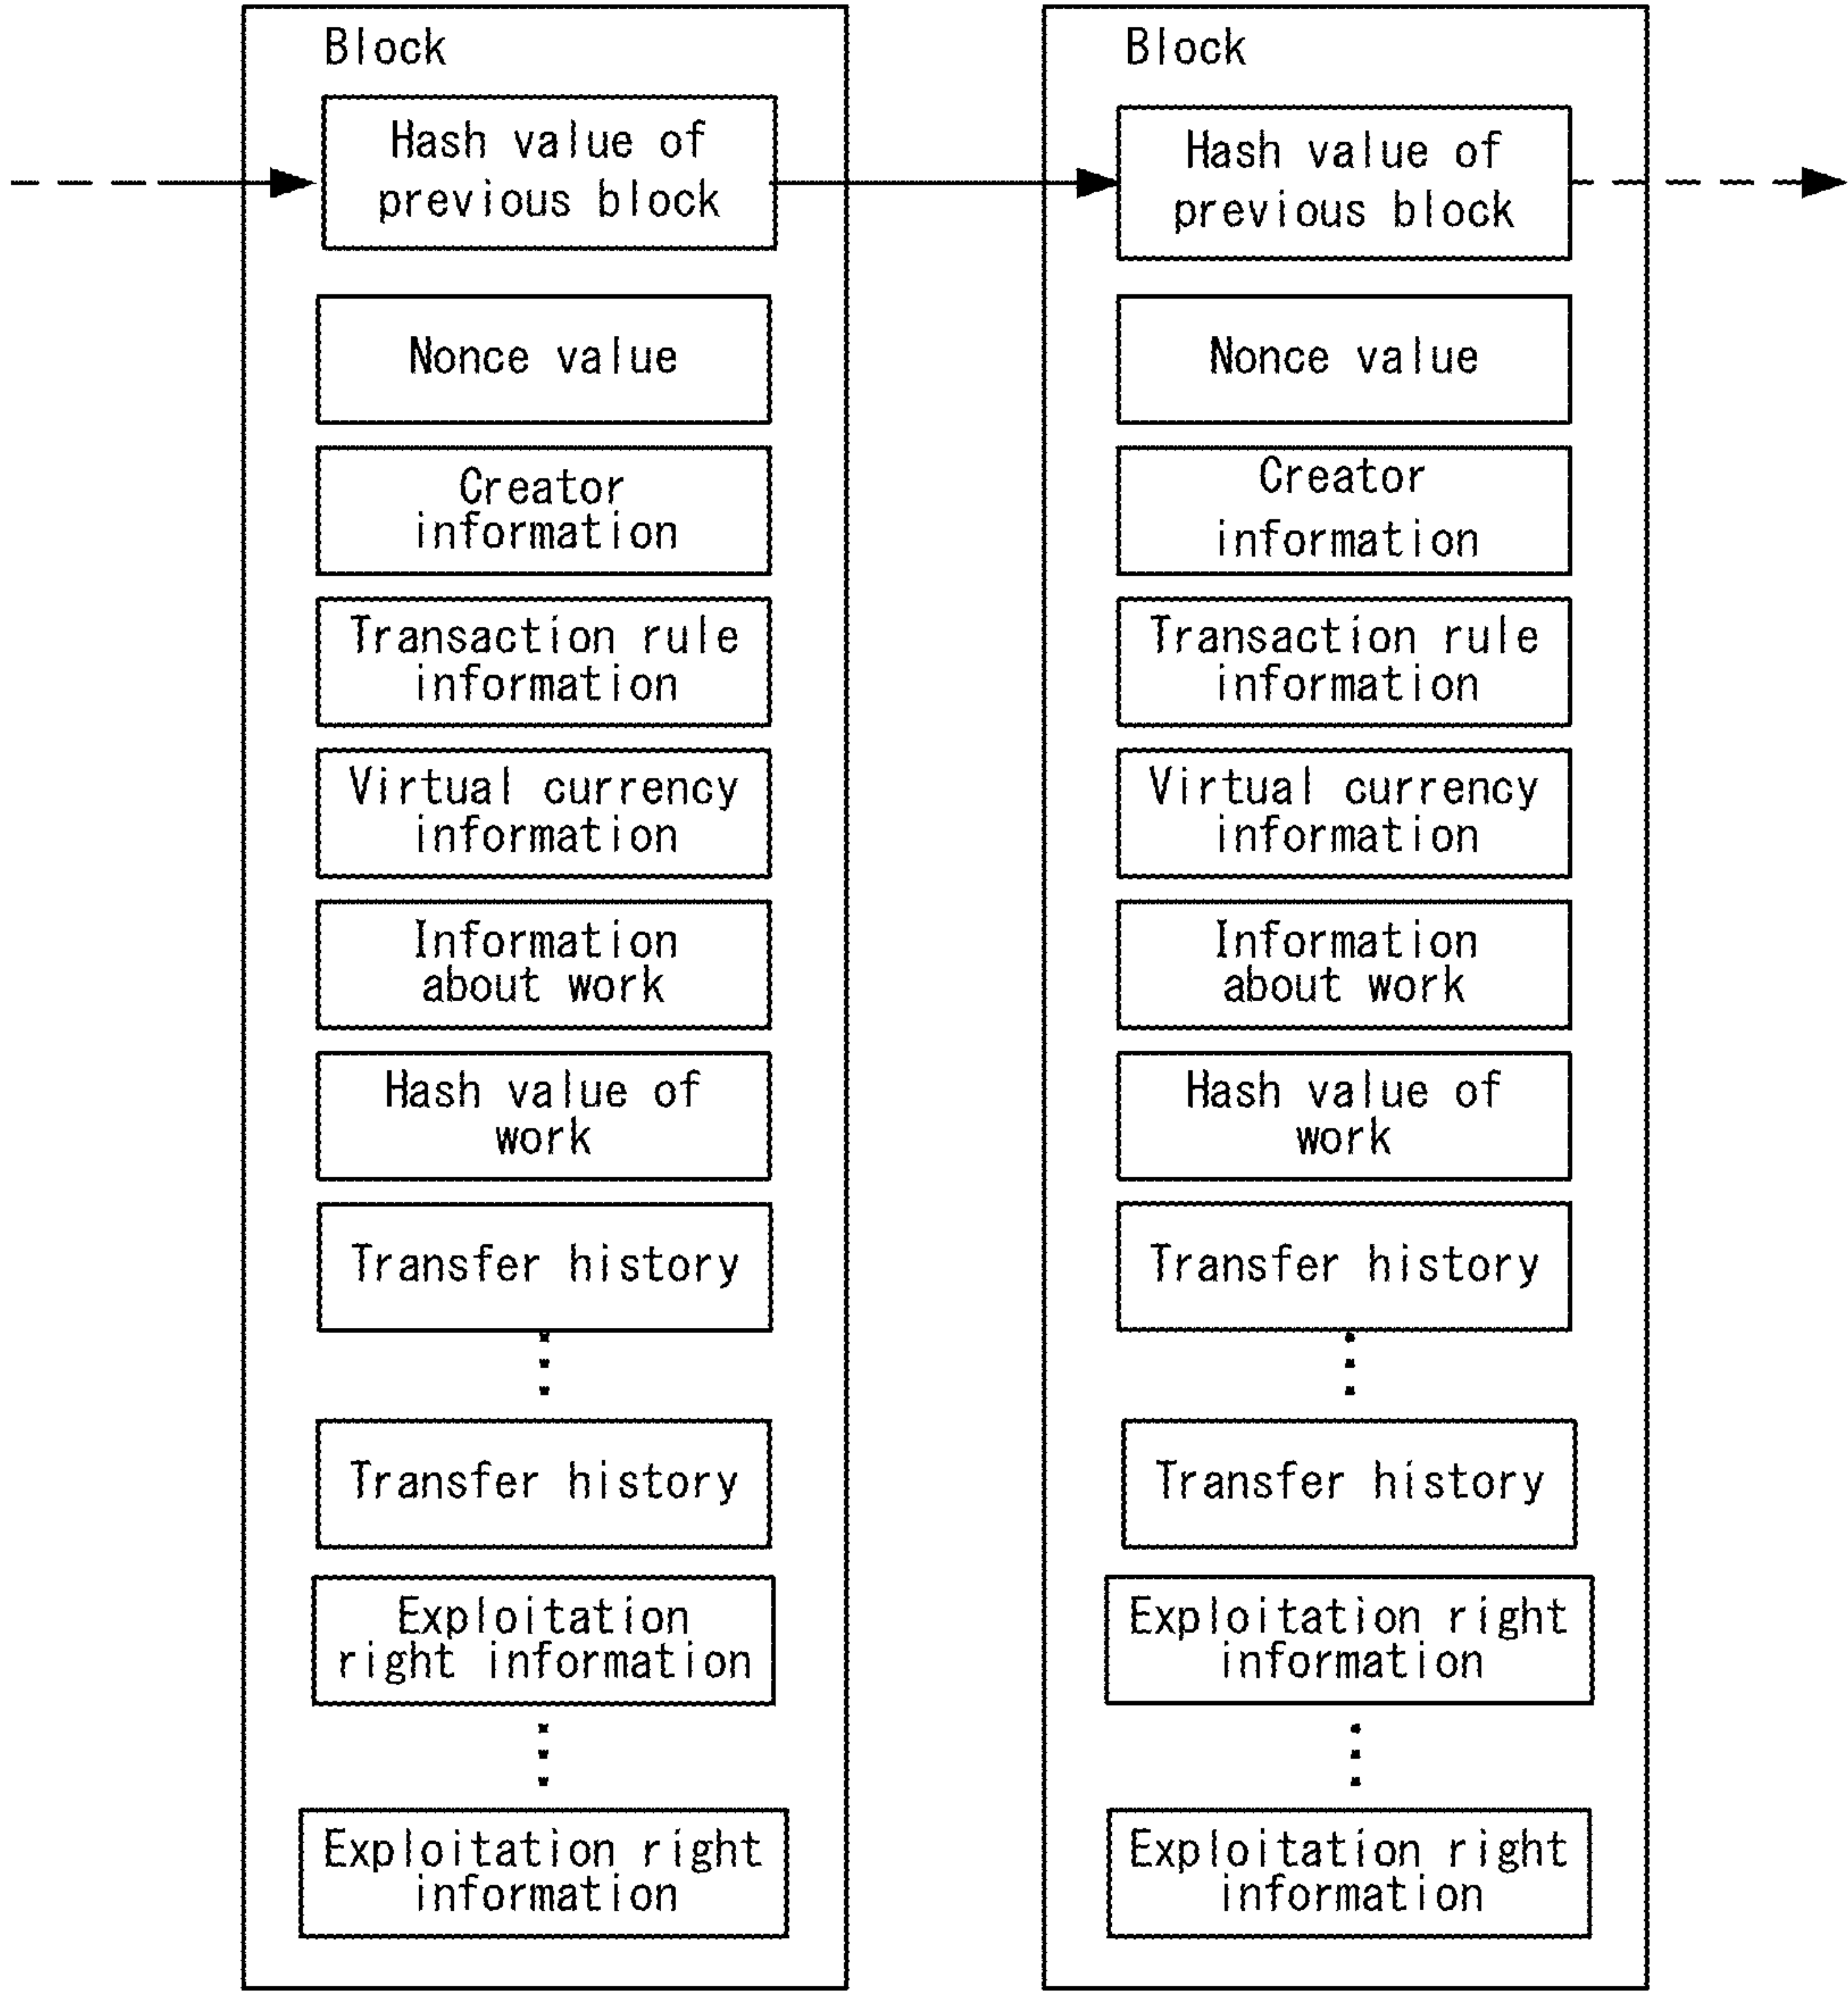 Block
Hash value of
previous block
Nonce value
Creator
information
Transaction rule
information
Virtual currency
information
Information
about work
Hash value of
work
Transfer history
Transfer history
Exploitation
right information
Exploitation right
information
Block
Hash value of
previous block
Nonce value
Creator
information
Transaction rule
information
Virtual currency
information
Information
about work
Hash value of
work
Transfer history
Transfer history
Exploitation right
information
Exploitation right
information